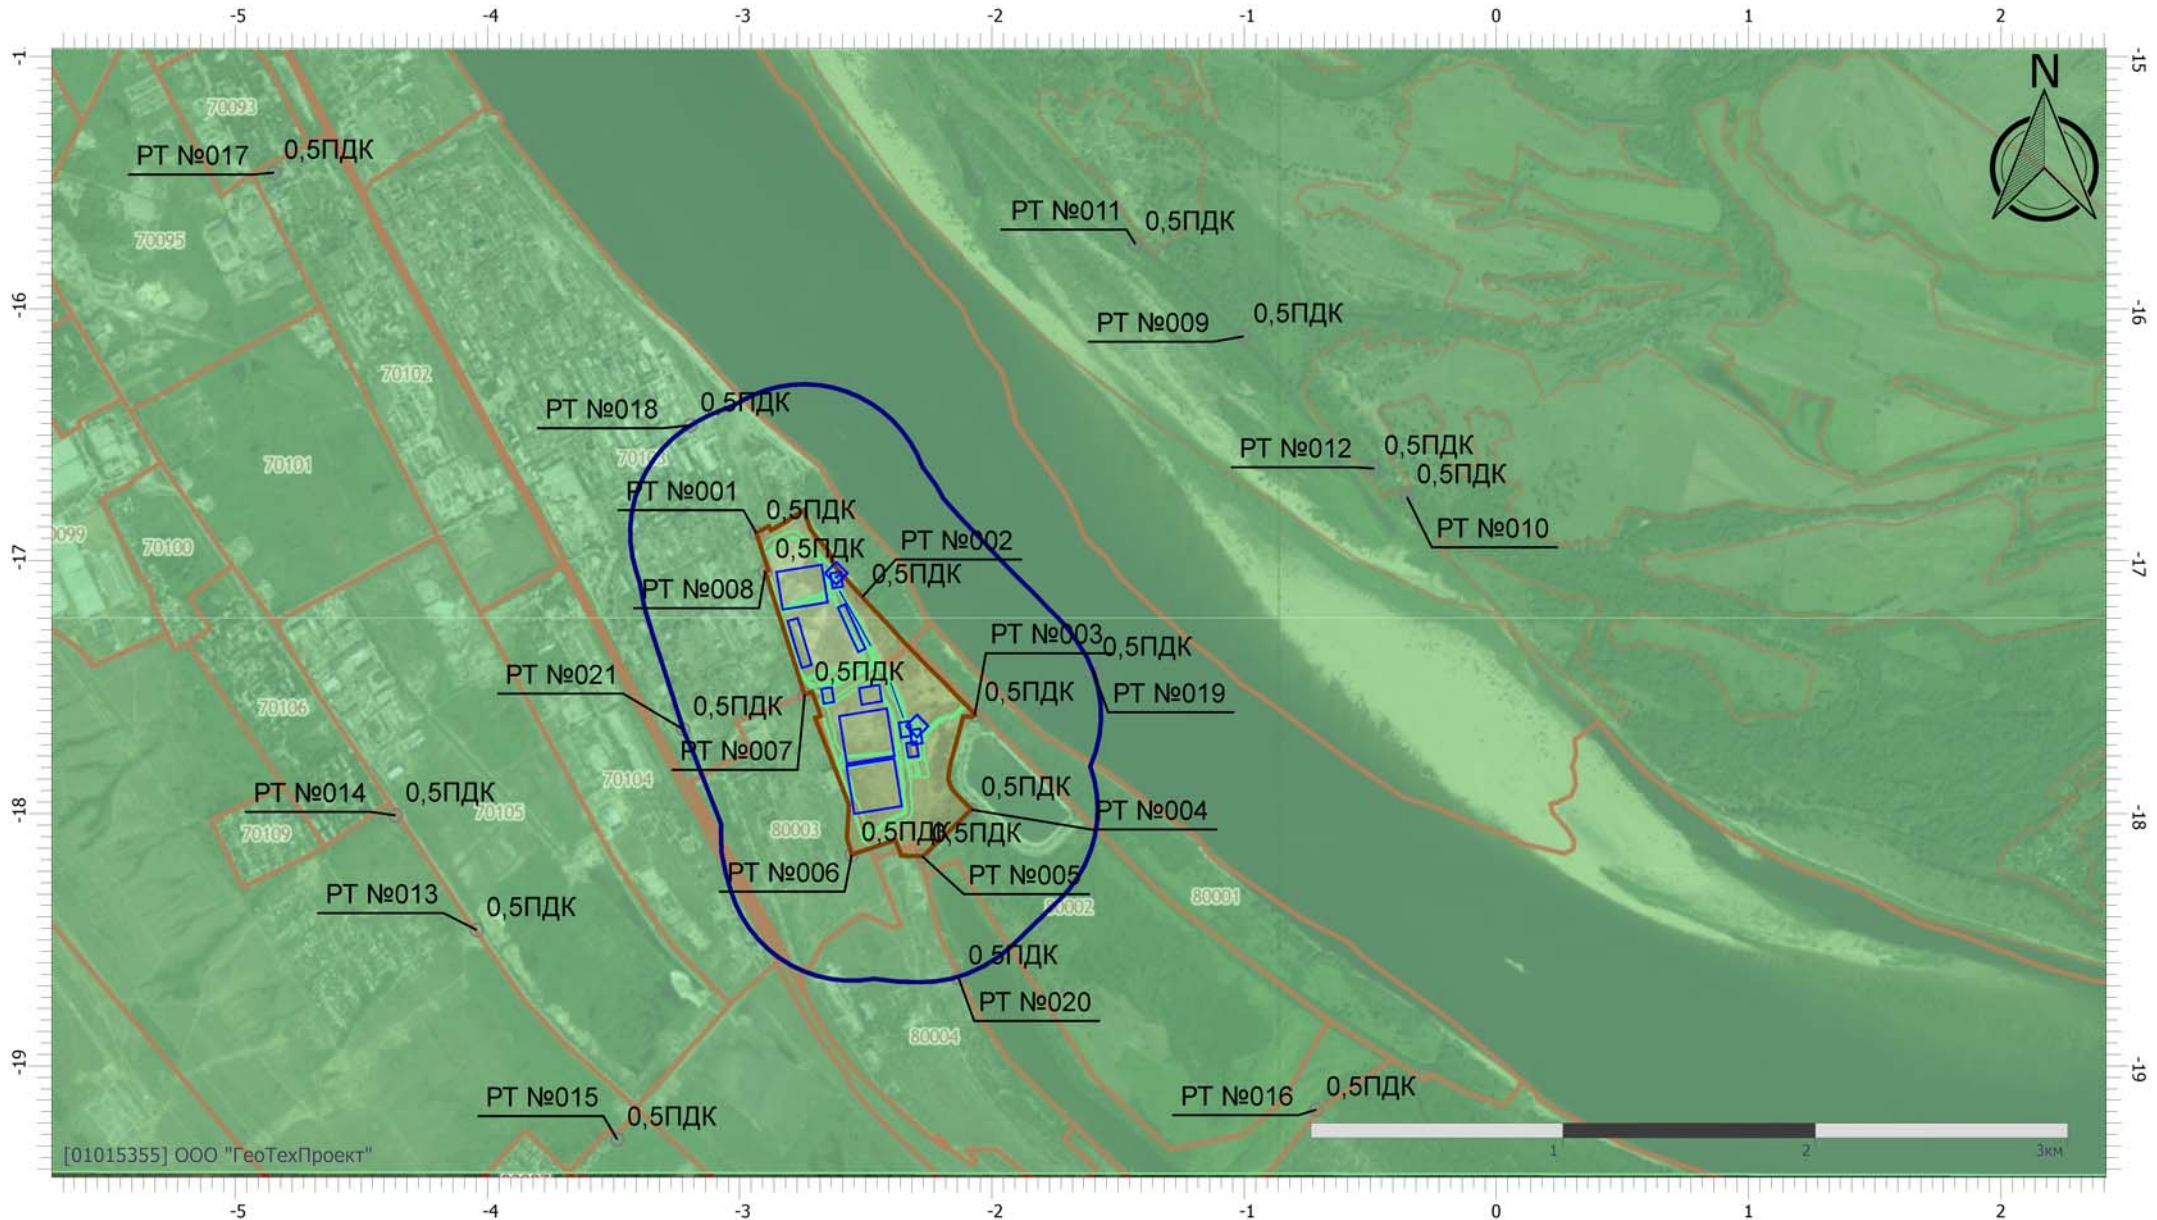 -5 -4 -3 -2 -1 0 1 2
-1
-15
N
70093
РТ №017
0,5ПДК
РТ №011
0,5ПДК
70095
РТ №009
0,5ПДК
-16
-16
70102
РТ №018
0,5ПДК
РТ №012
0,5ПДК
70101
0,5ПДК
РТ №001
0,5ПДК
РТ №010
70100
0,5ПДК
РТ №002
-17
-17
0,5ПДК
РТ №008
РТ №003
0,5ПДК
РТ №021
0,5ПДК
0,5ПДК
РТ №019
70106
0,5ПДК
РТ №007
70104
РТ №014
0,5ПДК
0,5ПДК
70105
РТ №004
-18
-18
70109
80003
0,5ПДК
0,5ПДК
РТ №006
РТ №005
РТ №013
0,5ПДК
80002
80001
0,5ПДК
РТ №020
80004
-19
-19
РТ №015
0,5ПДК
РТ №016
0,5ПДК
[01015355] ООО "ГеоТехПроект"
1 2 3км
-5 -4 -3 -2 -1 0 1 2